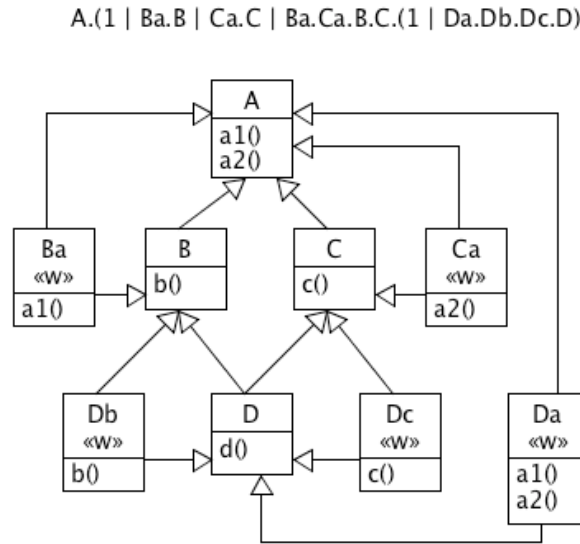 A.(1 | Ba.B | Ca.C | Ba.Ca.B.C.(1 | Da.Db.Dc.D)
A
a1()
a2()
Ba
«w»
a1()
B
b()
C
c()
Ca
«w»
a2()
Db
«w»
b()
D
d()
Dc
«w»
c()
Da
«w»
a1()
a2()